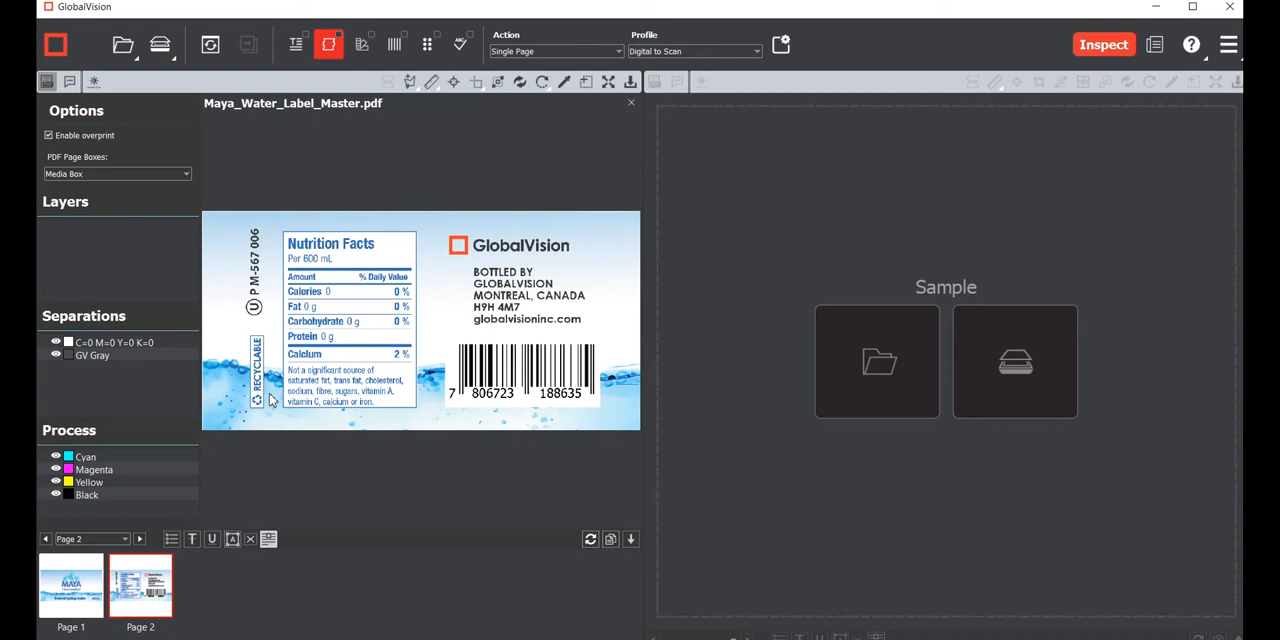 GlobalVision
Action
Single Page
Profile
Digital to Scan
Inspect
Options
Enable overprint
PDF Page Boxes:
Media Box
Layers
Separations
C=0 M=0 Y=0 K=0
GV Gray
Process
Cyan
Magenta
Yellow
Black
Maya_Water_Label_Master.pdf
U PM-567 006
RECYCLABLE
Nutrition Facts
Per 600 mL
Amount % Daily Value
Calories 0 0 %
Fat 0 g 0 %
Carbohydrate 0 g 0 %
Protein 0 g
Calcium 2 %
Not a significant source of
saturated fat, trans fat, cholesterol,
sodium, fibre, sugars, vitamin A,
vitamin C, calcium or iron.
GlobalVision
BOTTLED BY
GLOBALVISION
MONTREAL, CANADA
H9H 4M7
globalvisioninc.com
7 806723 188635
Sample
Page 2
MAYA
Page 1
Page 2